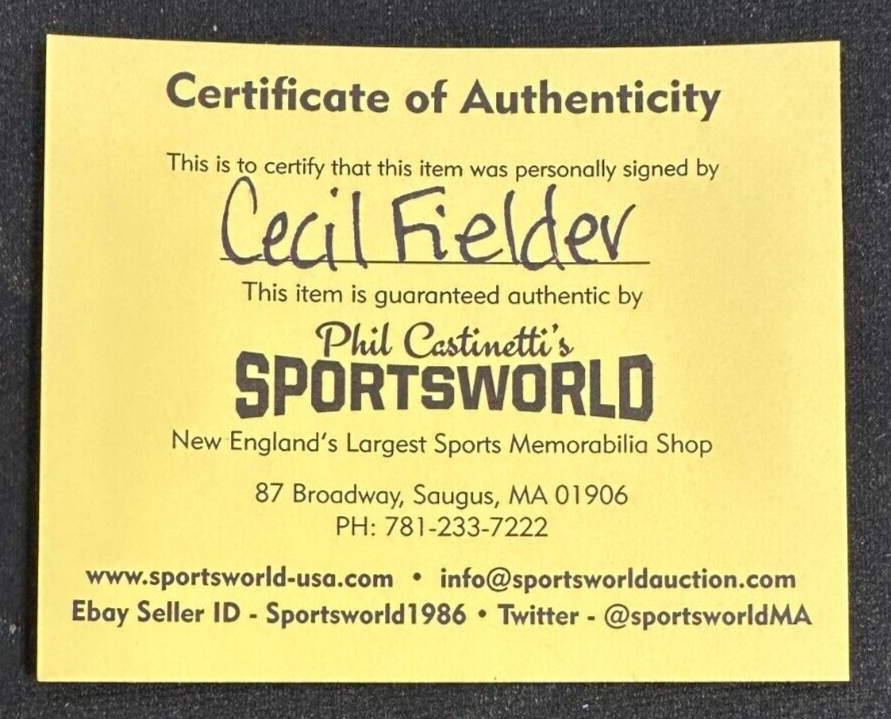 Certificate of Authenticity
This is to certify that this item was personally signed by
Cecil Fielder
This item is guaranteed authentic by
Phil Castinetti's
SPORTSWORLD
New England's Largest Sports Memorabilia Shop
87 Broadway, Saugus, MA 01906
PH: 781-233-7222
www.sportsworld-usa.com • info@sportsworldauction.com
Ebay Seller ID - Sportsworld1986 • Twitter - @sportsworldMA